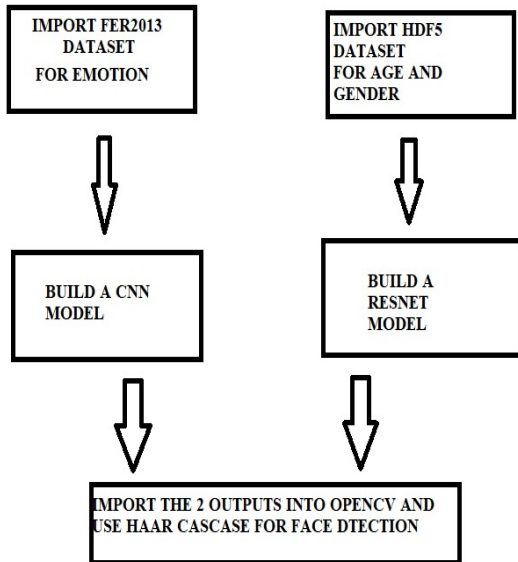 IMPORT FER2013
DATASET
FOR EMOTION
IMPORT HDF5
DATASET
FOR AGE AND
GENDER
BUILD A CNN
MODEL
BUILD A
RESNET
MODEL
IMPORT THE 2 OUTPUTS INTO OPENCV AND
USE HAAR CASCASE FOR FACE DTECTION